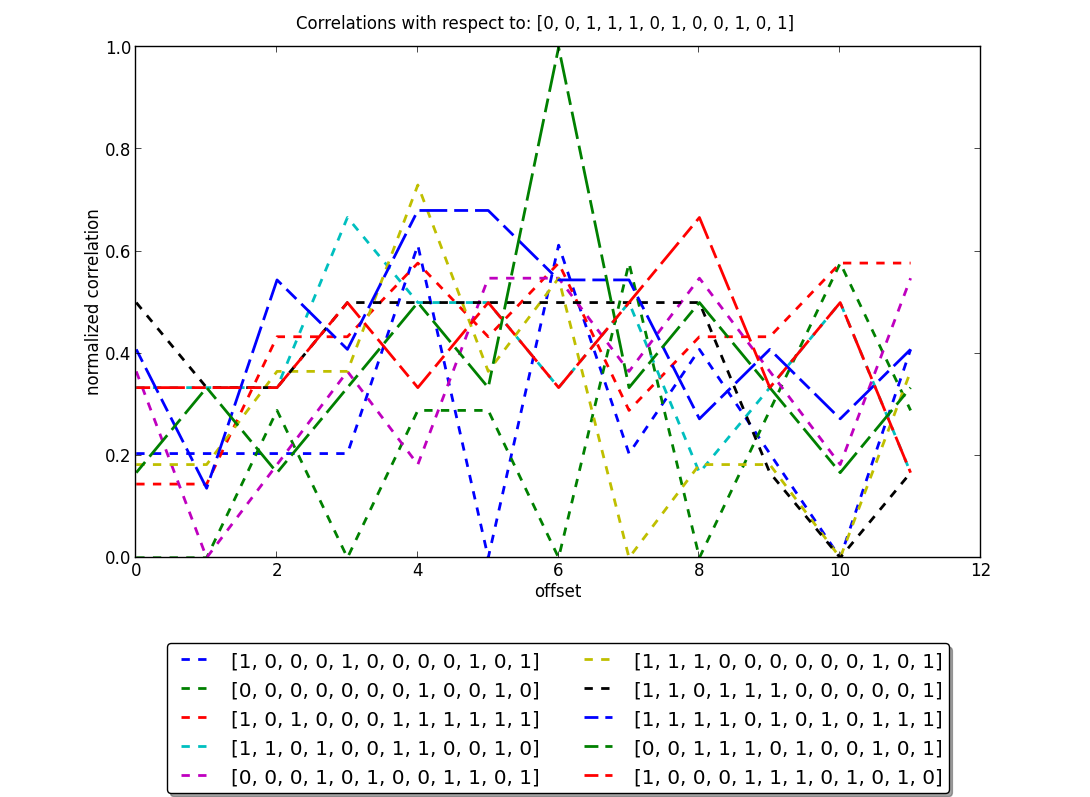 Correlations with respect to: [0, 0, 1, 1, 1, 0, 1, 0, 0, 1, 0, 1]
1.0
0.8
0.6
0.4
0.2
0.0
normalized correlation
0 2 4 6 8 10 12
offset
[1, 0, 0, 0, 1, 0, 0, 0, 0, 1, 0, 1]
[0, 0, 0, 0, 0, 0, 0, 1, 0, 0, 1, 0]
[1, 0, 1, 0, 0, 0, 1, 1, 1, 1, 1, 1]
[1, 1, 0, 1, 0, 0, 1, 1, 0, 0, 1, 0]
[0, 0, 0, 1, 0, 1, 0, 0, 1, 1, 0, 1]
[1, 1, 1, 0, 0, 0, 0, 0, 0, 1, 0, 1]
[1, 1, 0, 1, 1, 1, 0, 0, 0, 0, 0, 1]
[1, 1, 1, 1, 0, 1, 0, 1, 0, 1, 1, 1]
[0, 0, 1, 1, 1, 0, 1, 0, 0, 1, 0, 1]
[1, 0, 0, 0, 1, 1, 1, 0, 1, 0, 1, 0]